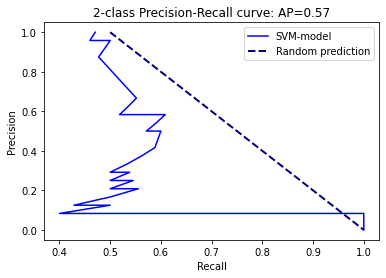 2-class Precision-Recall curve: AP=0.57
SVM-model
Random prediction
Precision
1.0
0.8
0.6
0.4
0.2
0.0
0.4 0.5 0.6 0.7 0.8 0.9 1.0
Recall